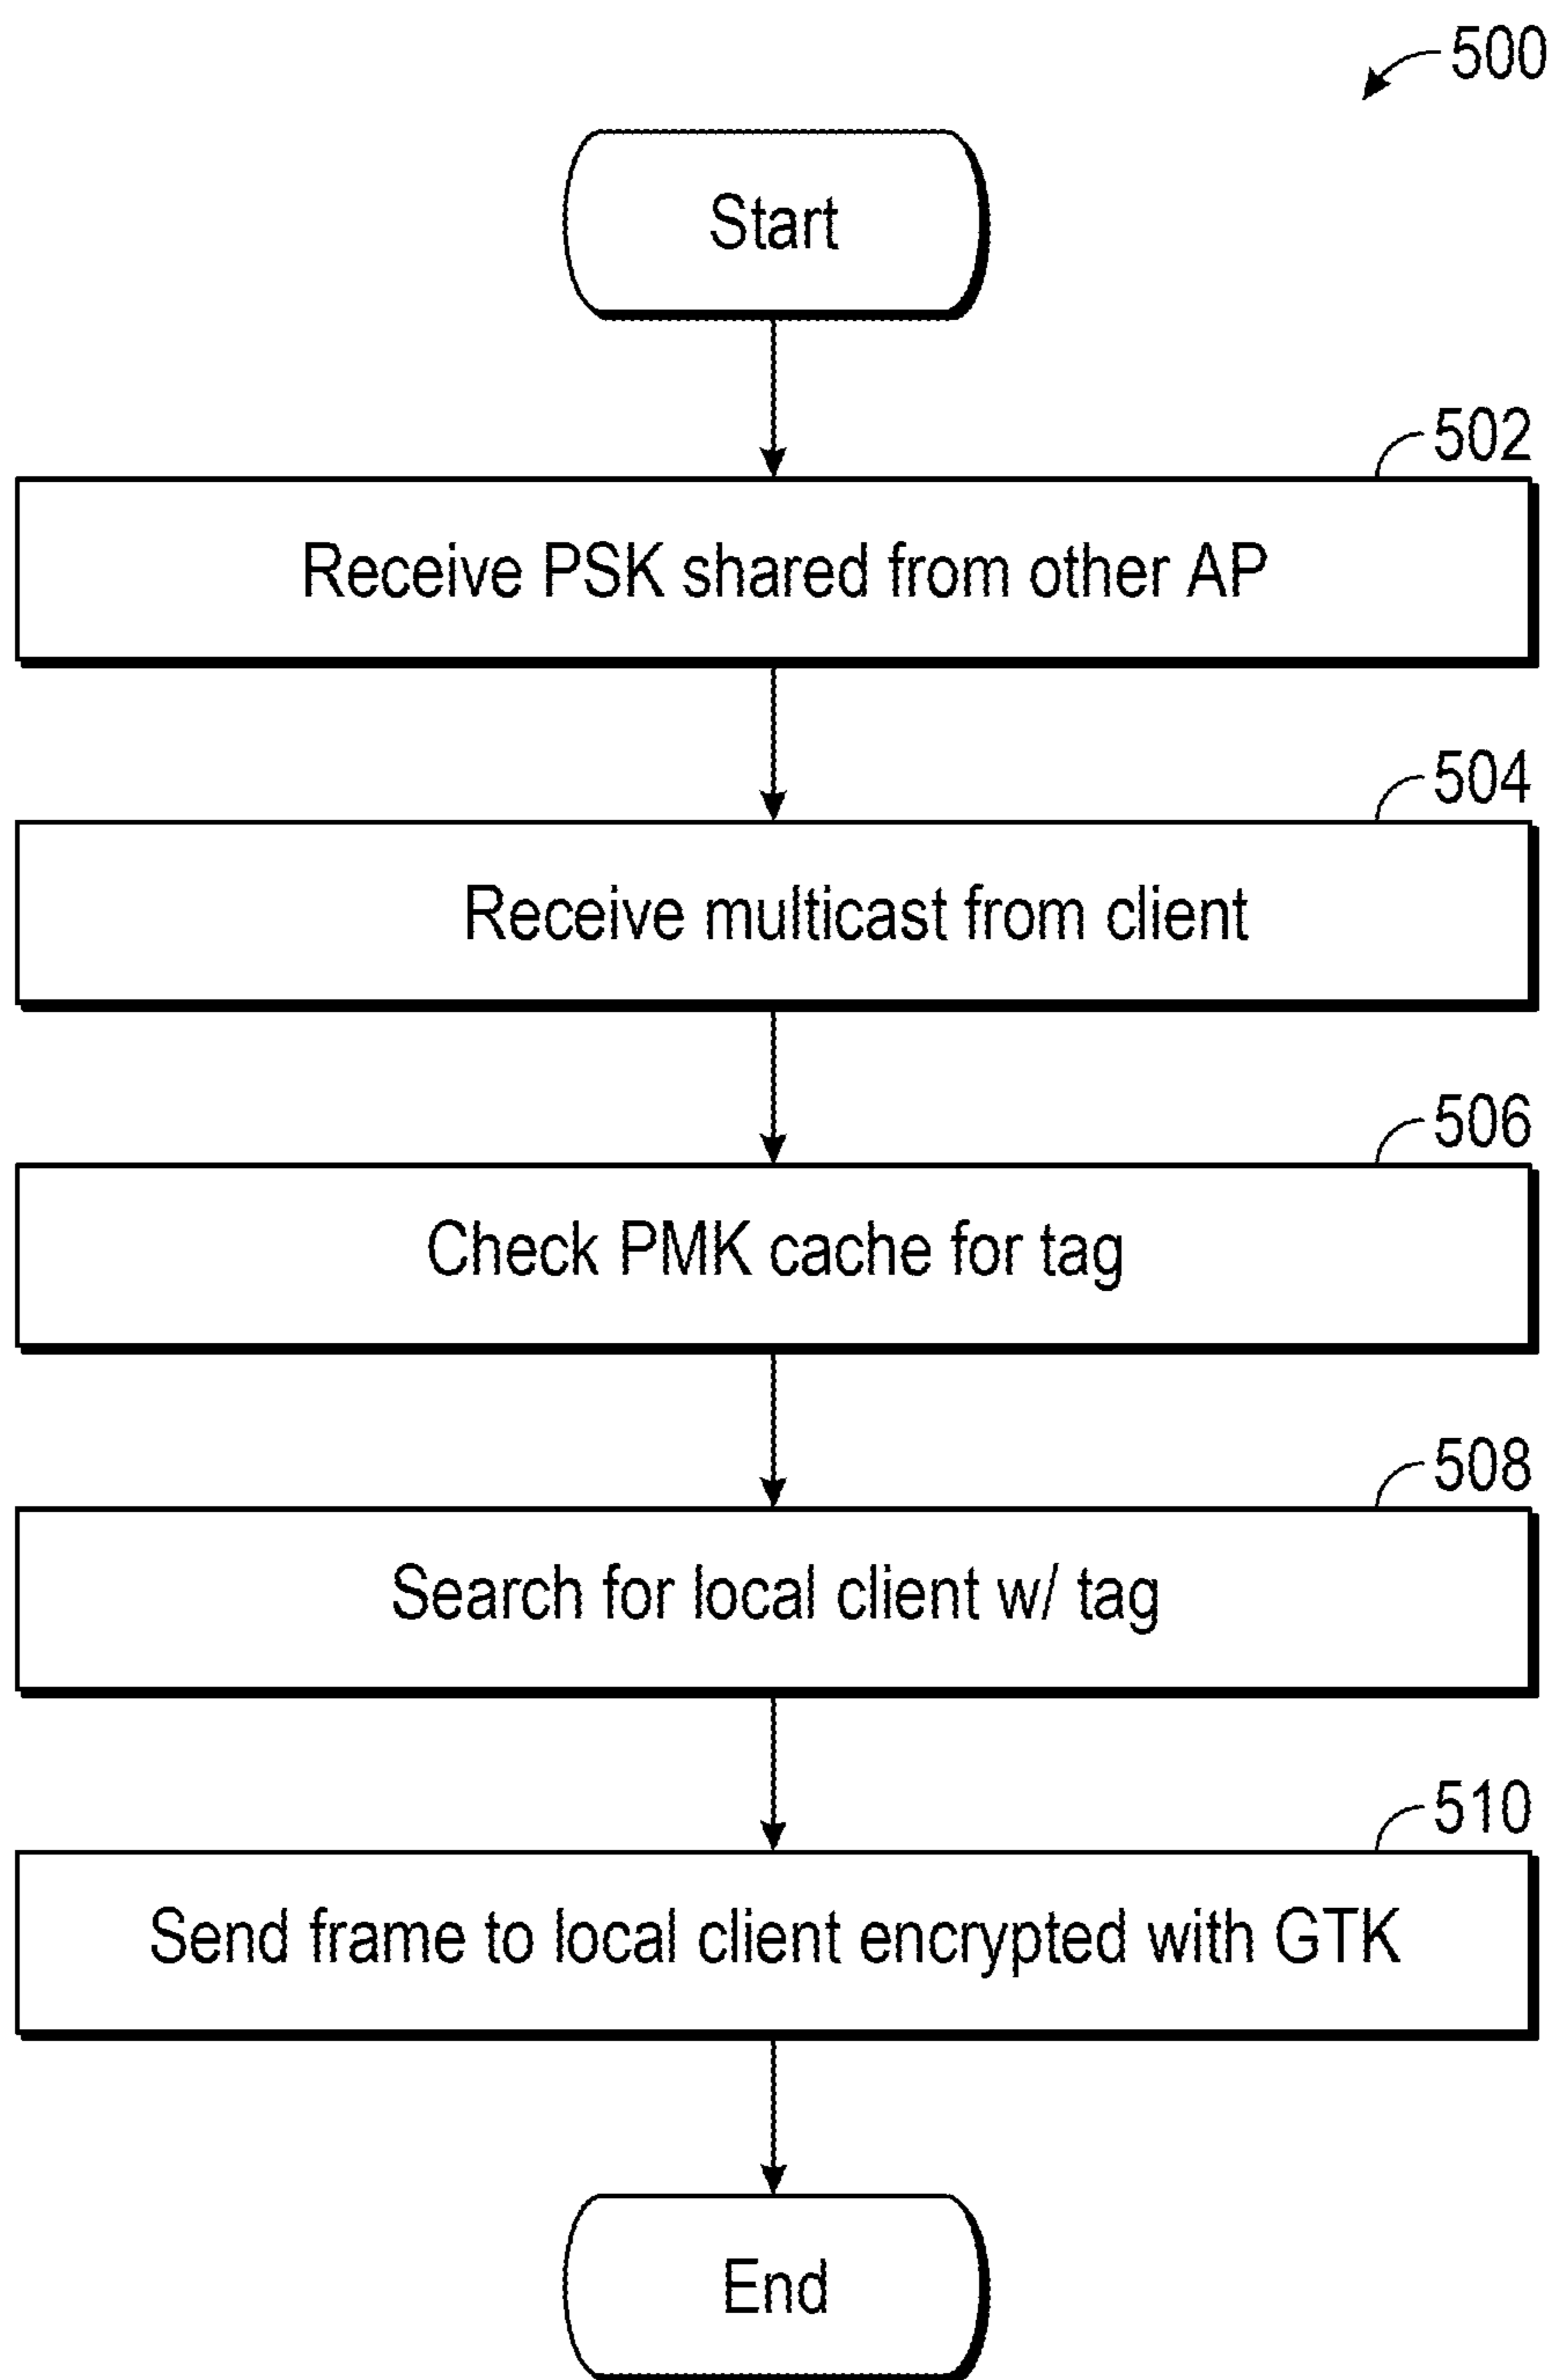 500
Start
502
Receive PSK shared from other AP
504
Receive multicast from client
506
Check PMK cache for tag
508
Search for local client w/ tag
510
Send frame to local client encrypted with GTK
End